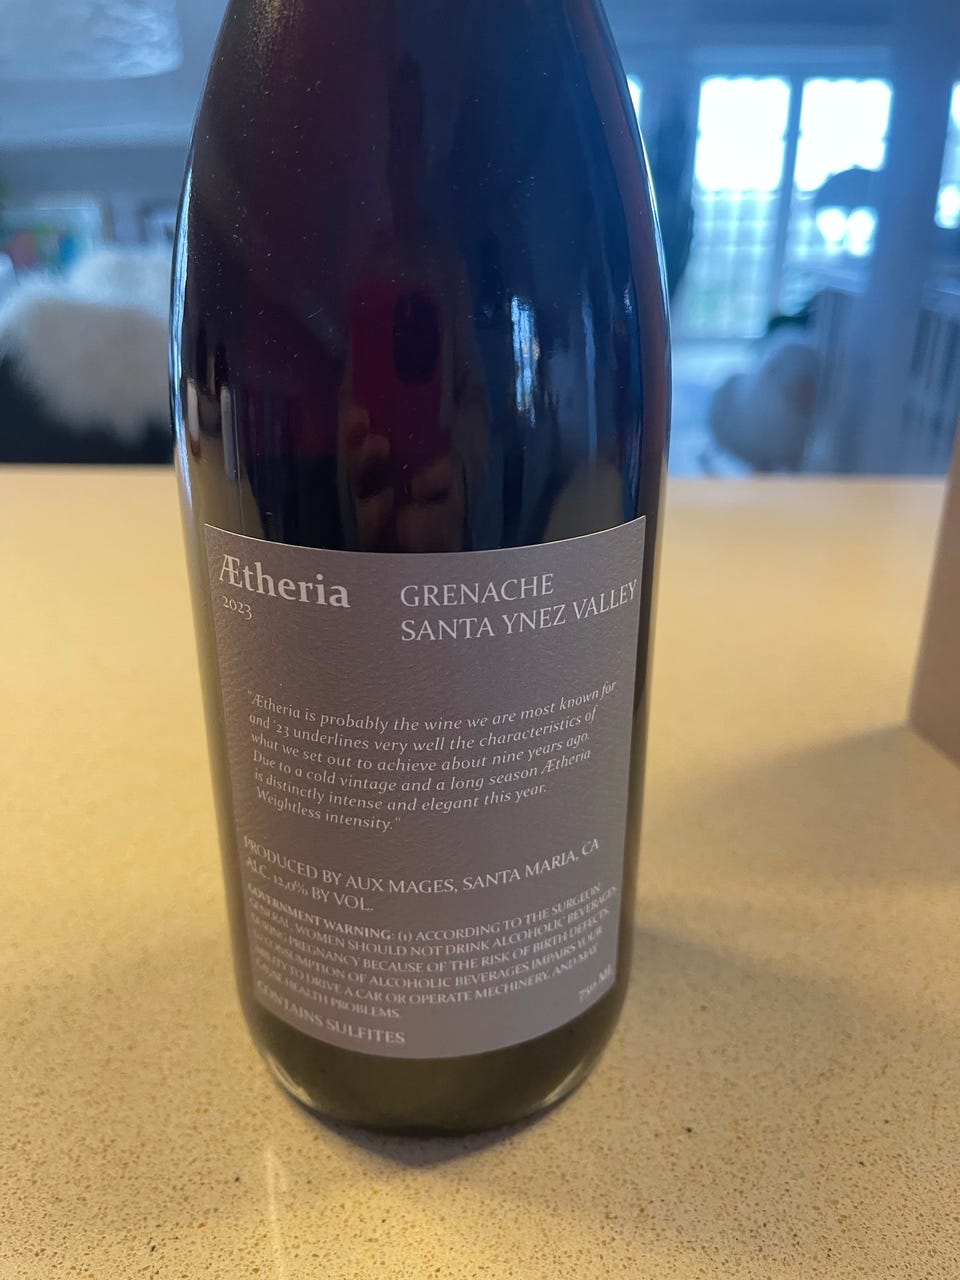 Ætheria
2023
GRENACHE
SANTA YNEZ VALLEY
"Ætheria is probably the wine we are most known for
and '23 underlines very well the characteristics of
what we set out to achieve about nine years ago.
Due to a cold vintage and a long season Ætheria
is distinctly intense and elegant this year.
Weightless intensity."
PRODUCED BY AUX MAGES, SANTA MARIA, CA
ALC. 12.0% BY VOL.
GOVERNMENT WARNING: (1) ACCORDING TO THE SURGEON
GENERAL, WOMEN SHOULD NOT DRINK ALCOHOLIC BEVERAGES
DURING PREGNANCY BECAUSE OF THE RISK OF BIRTH DEFECTS.
(2) CONSUMPTION OF ALCOHOLIC BEVERAGES IMPAIRS YOUR
ABILITY TO DRIVE A CAR OR OPERATE MECHINERY, AND MAY
CAUSE HEALTH PROBLEMS.
CONTAINS SULFITES
750 ML